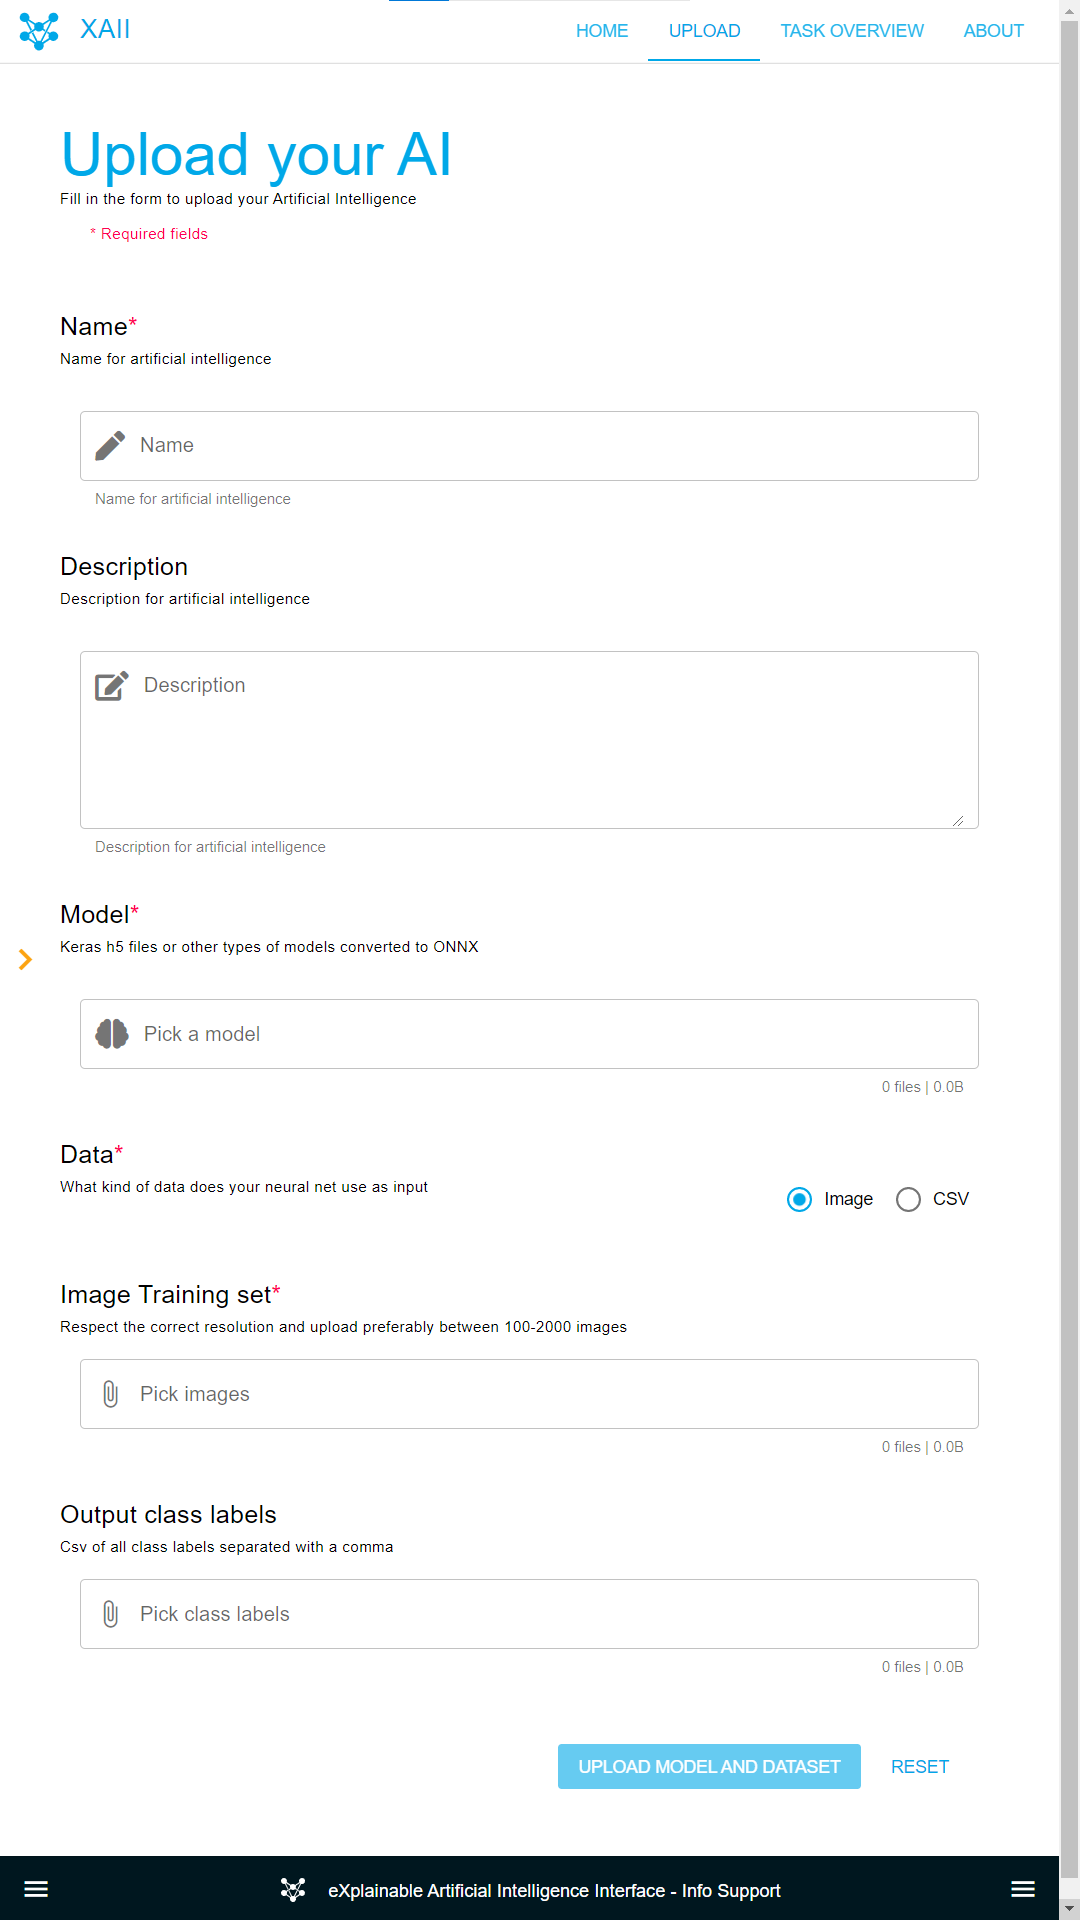 XAII
HOME UPLOAD TASK OVERVIEW ABOUT
Upload your AI
Fill in the form to upload your Artificial Intelligence
* Required fields
Name*
Name for artificial intelligence
Name
Name for artificial intelligence
Description
Description for artificial intelligence
Description
Description for artificial intelligence
Model*
Keras h5 files or other types of models converted to ONNX
Pick a model
0 files | 0.0B
Data*
What kind of data does your neural net use as input
Image CSV
Image Training set*
Respect the correct resolution and upload preferably between 100-2000 images
Pick images
0 files | 0.0B
Output class labels
Csv of all class labels separated with a comma
Pick class labels
0 files | 0.0B
UPLOAD MODEL AND DATASET RESET
eXplainable Artificial Intelligence Interface - Info Support